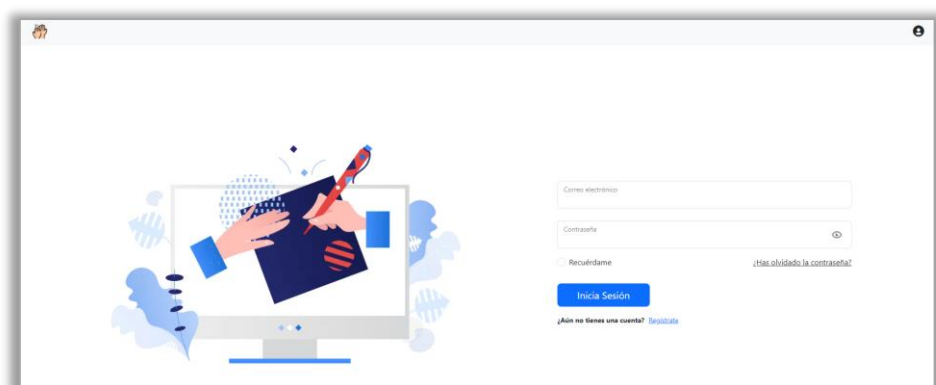 Correo electrónico
Contraseña
Recuérdame
¿Has olvidado la contraseña?
Inicia Sesión
¿Aún no tienes una cuenta? Regístrate